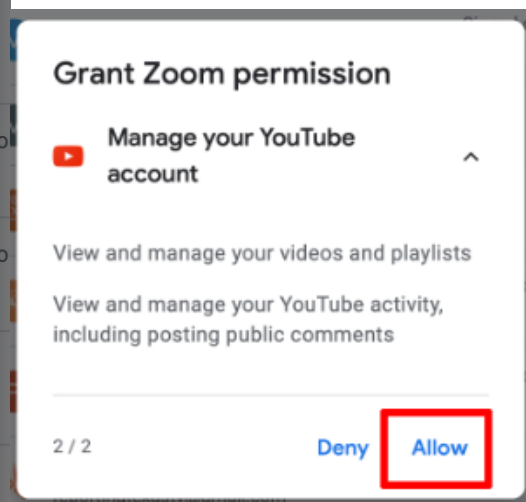 Grant Zoom permission
Manage your YouTube
account
View and manage your videos and playlists
View and manage your YouTube activity,
including posting public comments
2 / 2
Deny
Allow